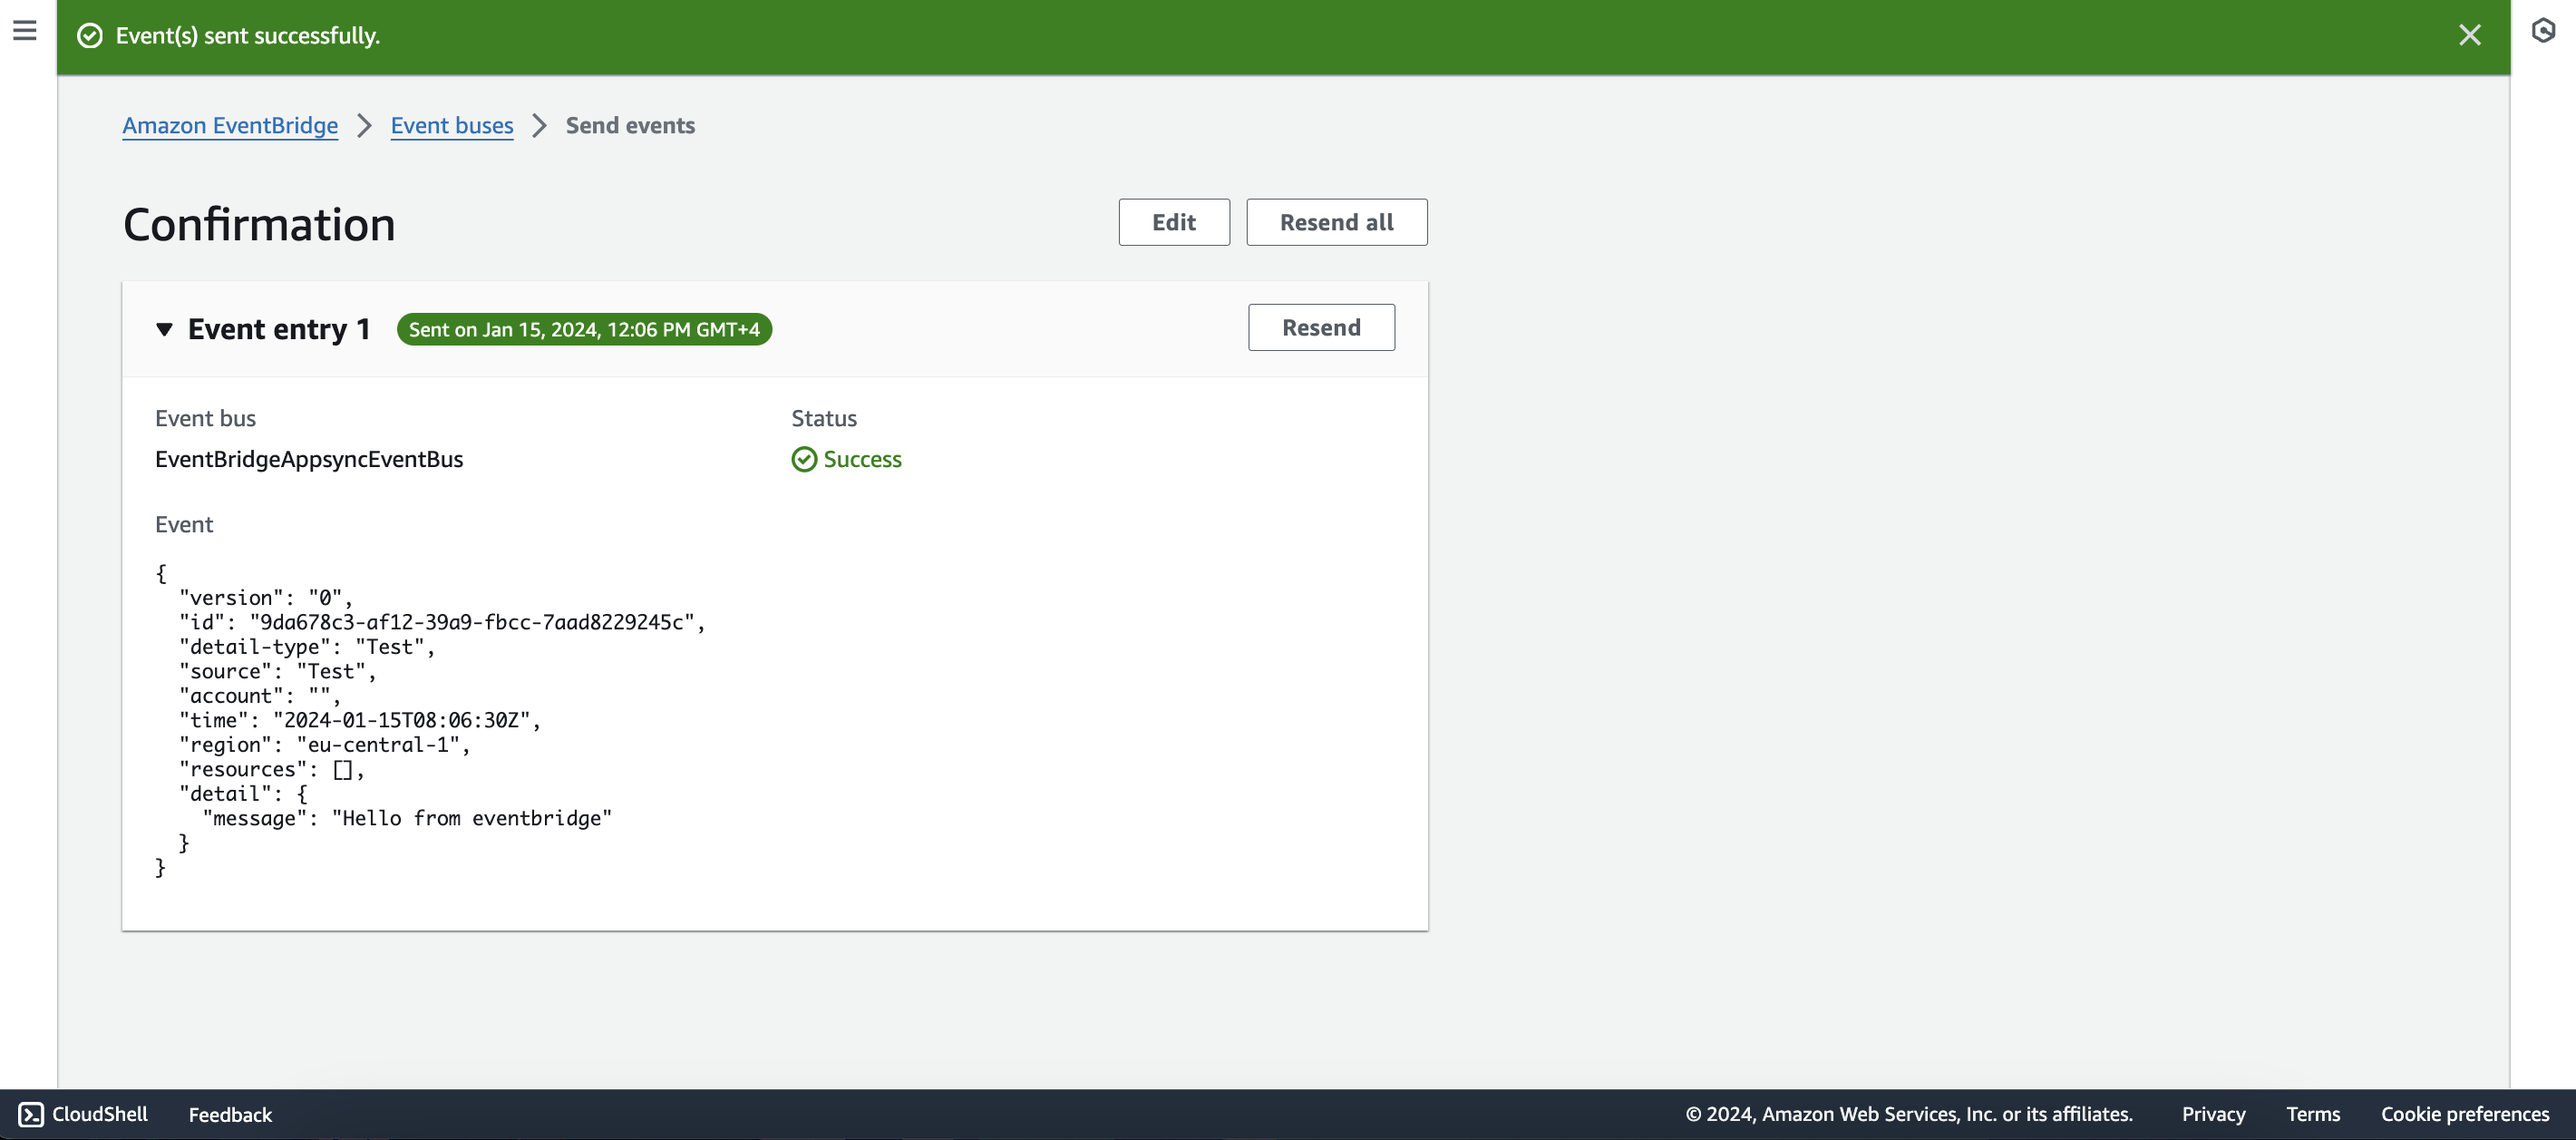 Event(s) sent successfully.
Amazon EventBridge
Event buses
Send events
Confirmation
Edit
Resend all
Event entry 1
Sent on Jan 15, 2024, 12:06 PM GMT+4
Resend
Event bus
Status
EventBridgeAppsyncEventBus
Success
Event
{
  "version": "0",
  "id": "9da678c3-af12-39a9-fbcc-7aad8229245c",
  "detail-type": "Test",
  "source": "Test",
  "account": "",
  "time": "2024-01-15T08:06:30Z",
  "region": "eu-central-1",
  "resources": [],
  "detail": {
    "message": "Hello from eventbridge"
  }
}
CloudShell
Feedback
© 2024, Amazon Web Services, Inc. or its affiliates.
Privacy
Terms
Cookie preferences